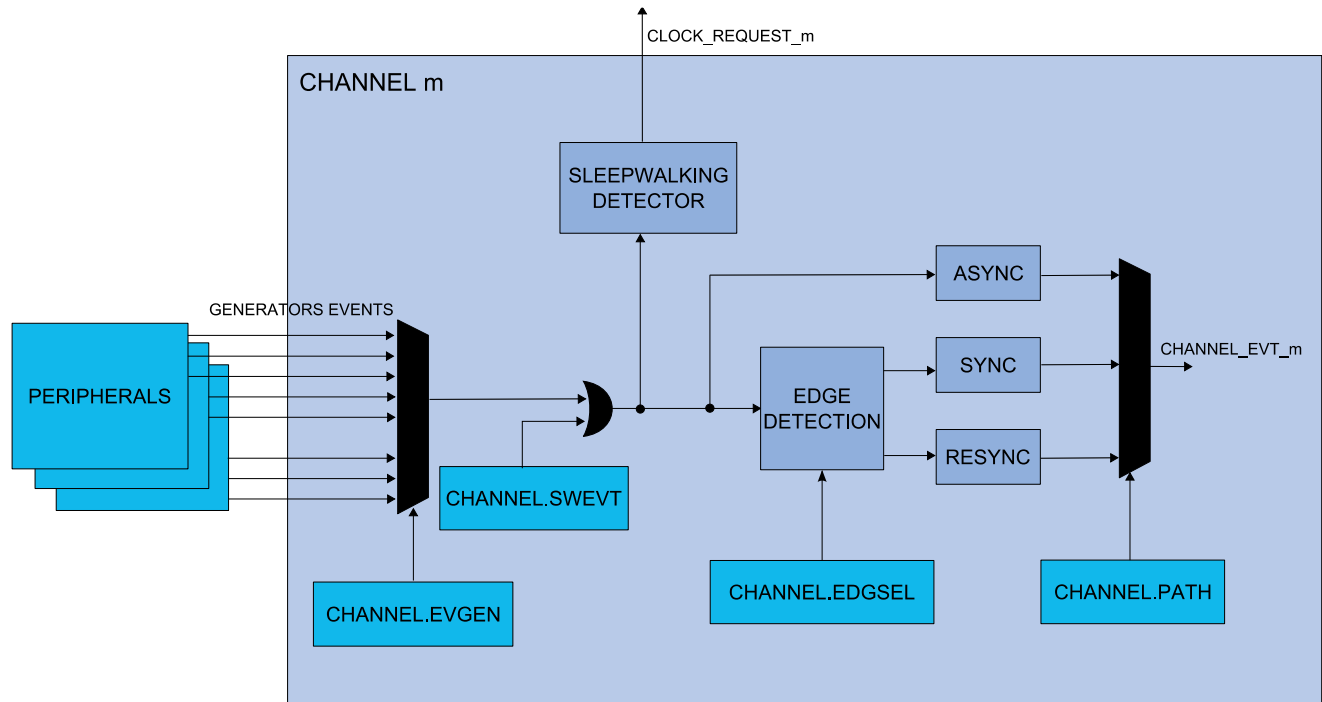 CLOCK_REQUEST_m
CHANNEL m
SLEEPWALKING
DETECTOR
ASYNC
GENERATORS EVENTS
PERIPHERALS
EDGE
DETECTION
SYNC
CHANNEL_EVT_m
RESYNC
CHANNEL.SWEVT
CHANNEL.EVGEN
CHANNEL.EDGSEL
CHANNEL.PATH